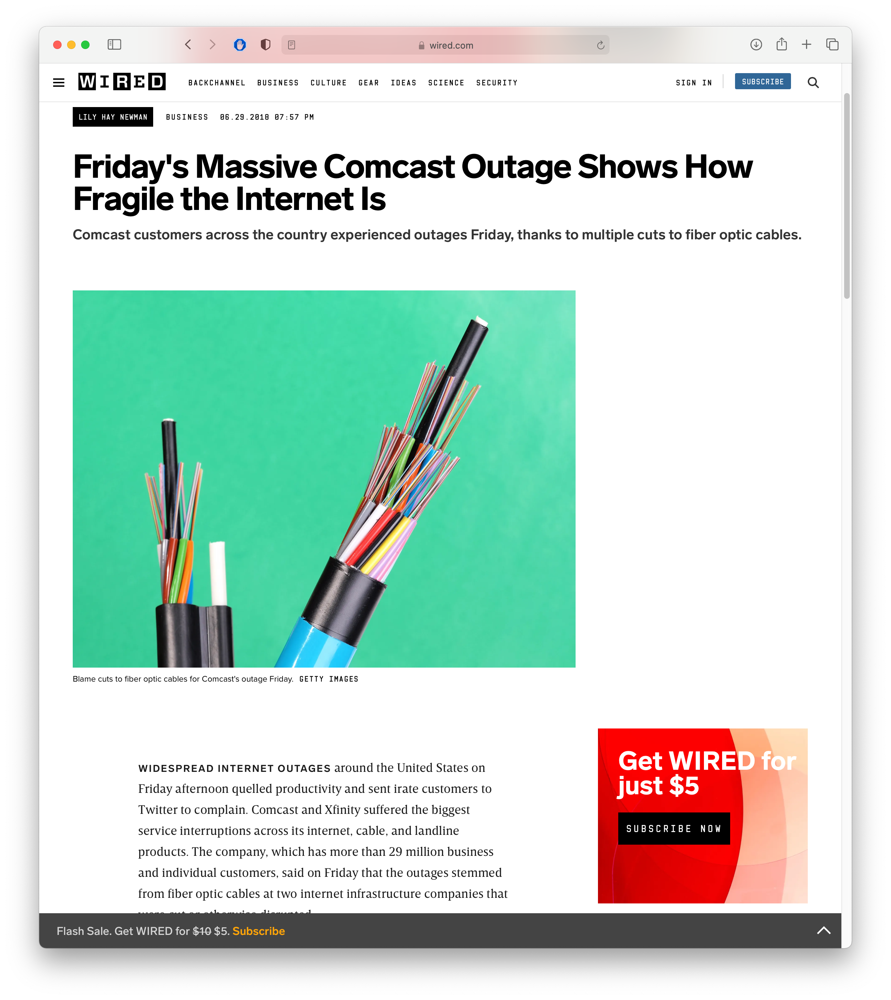 wired.com
WIRED
BACKCHANNEL BUSINESS CULTURE GEAR IDEAS SCIENCE SECURITY
SIGN IN
SUBSCRIBE
LILY HAY NEWMAN BUSINESS 06.29.2018 07:57 PM
Friday's Massive Comcast Outage Shows How
Fragile the Internet Is
Comcast customers across the country experienced outages Friday, thanks to multiple cuts to fiber optic cables.
Blame cuts to fiber optic cables for Comcast's outage Friday. GETTY IMAGES
WIDESPREAD INTERNET OUTAGES around the United States on
Friday afternoon quelled productivity and sent irate customers to
Twitter to complain. Comcast and Xfinity suffered the biggest
service interruptions across its internet, cable, and landline
products. The company, which has more than 29 million business
and individual customers, said on Friday that the outages stemmed
from fiber optic cables at two internet infrastructure companies that
were cut or otherwise disrupted.
Get WIRED for
just $5
SUBSCRIBE NOW
Flash Sale. Get WIRED for $10 $5. Subscribe